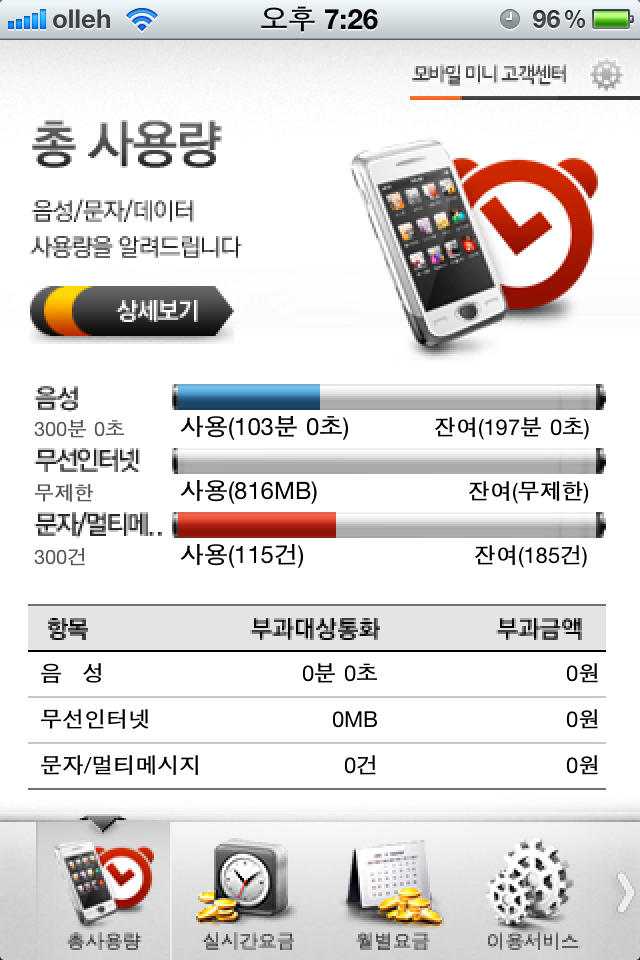 olleh 오후 7:26 96%
모바일 미니 고객센터
총 사용량
음성/문자/데이터
사용량을 알려드립니다
상세보기
음성
300분 0초 사용(103분 0초) 잔여(197분 0초)
무선인터넷
무제한 사용(816MB) 잔여(무제한)
문자/멀티메..
300건 사용(115건) 잔여(185건)
항목 부과대상통화 부과금액
음 성 0분 0초 0원
무선인터넷 0MB 0원
문자/멀티메시지 0건 0원
총사용량 실시간요금 월별요금 이용서비스